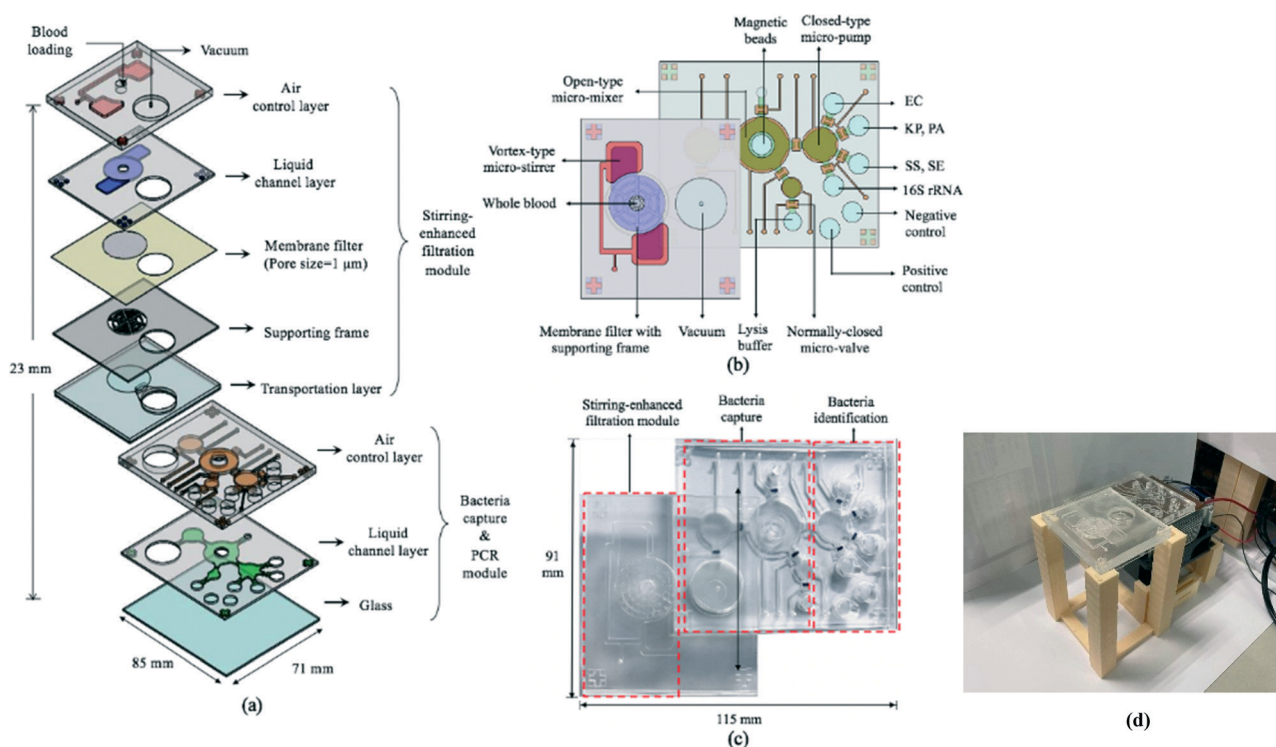 Blood
loading
Vacuum
Air
control layer
Liquid
channel layer
Membrane filter
(Pore size=1 μm)
Supporting frame
Transportation layer
Stirring-
enhanced
filtration
module
23 mm
Air
control layer
Liquid
channel layer
Glass
Bacteria
capture
&
PCR
module
85 mm
71 mm
(a)
Magnetic
beads
Closed-type
micro-pump
Open-type
micro-mixer
EC
KP, PA
SS, SE
16S rRNA
Negative
control
Positive
control
Vortex-type
micro-stirrer
Whole blood
Membrane filter with
supporting frame
Vacuum
Lysis
buffer
Normally-closed
micro-valve
(b)
Stirring-enhanced
filtration module
Bacteria
capture
Bacteria
identification
91
mm
115 mm
(c)
(d)